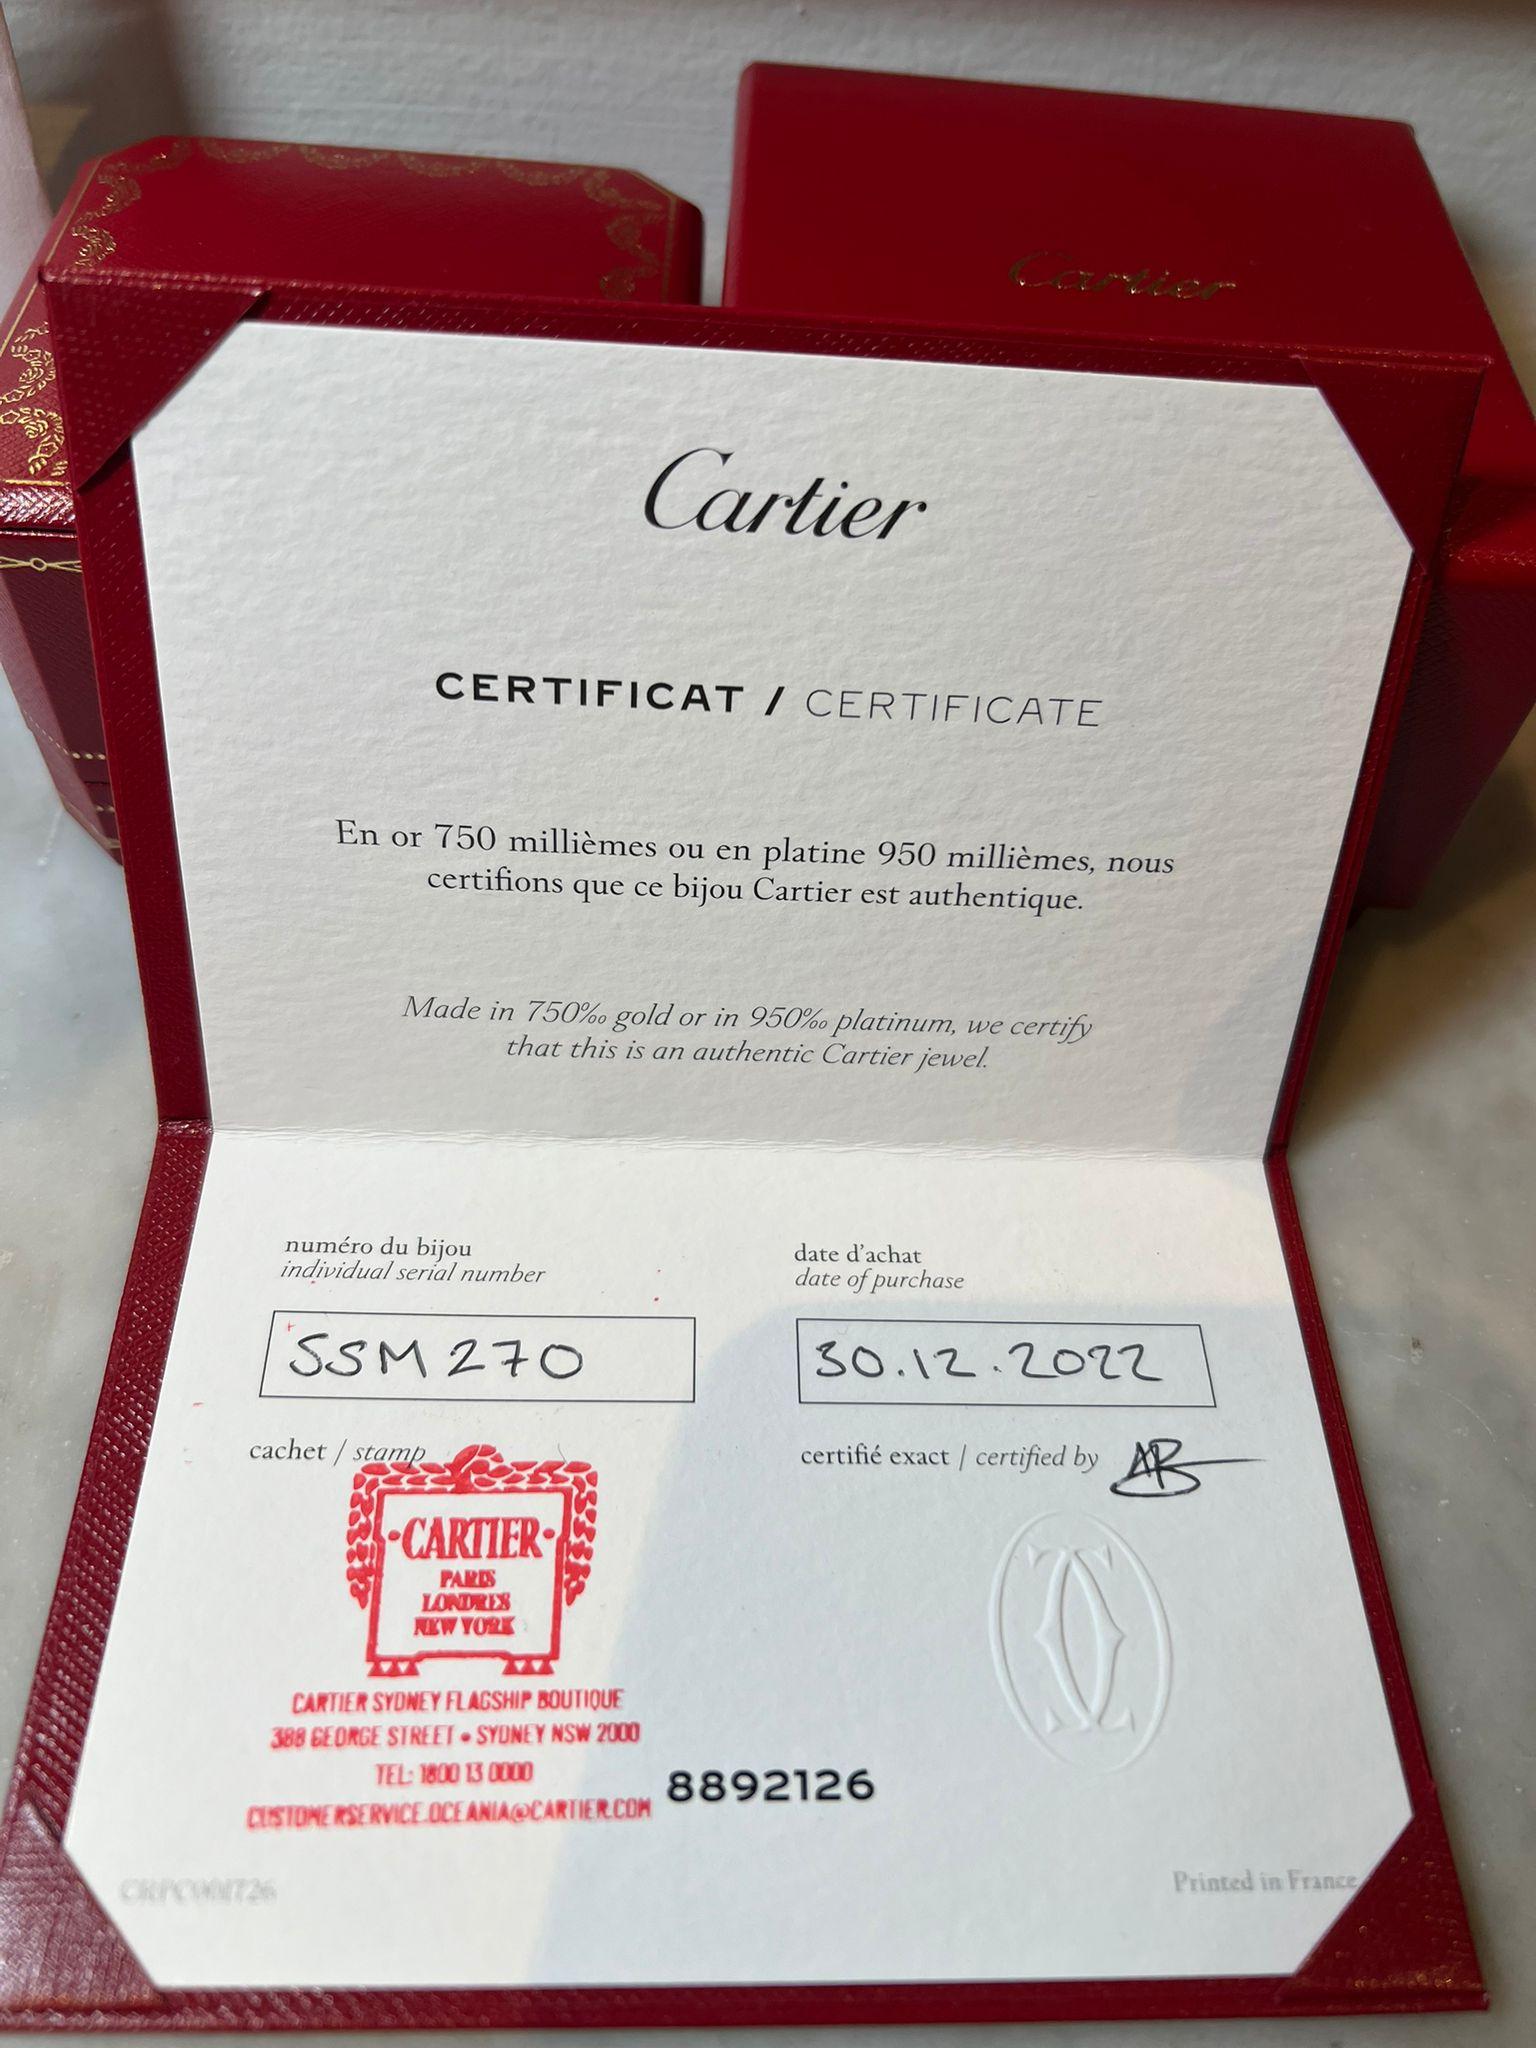 Cartier
Cartier
CERTIFICAT / CERTIFICATE
En or 750 millièmes ou en platine 950 millièmes, nous
certifions que ce bijou Cartier est authentique.
Made in 750‰ gold or in 950‰ platinum, we certify
that this is an authentic Cartier jewel.
numéro du bijou
individual serial number
SSM270
date d'achat
date of purchase
30.12.2022
cachet / stamp
·CARTIER·
PARIS
LONDRES
NEW YORK
CARTIER SYDNEY FLAGSHIP BOUTIQUE
388 GEORGE STREET • SYDNEY NSW 2000
TEL: 1800 13 0000
CUSTOMERSERVICE.OCEANIA@CARTIER.COM
certifié exact / certified by
8892126
Printed in France